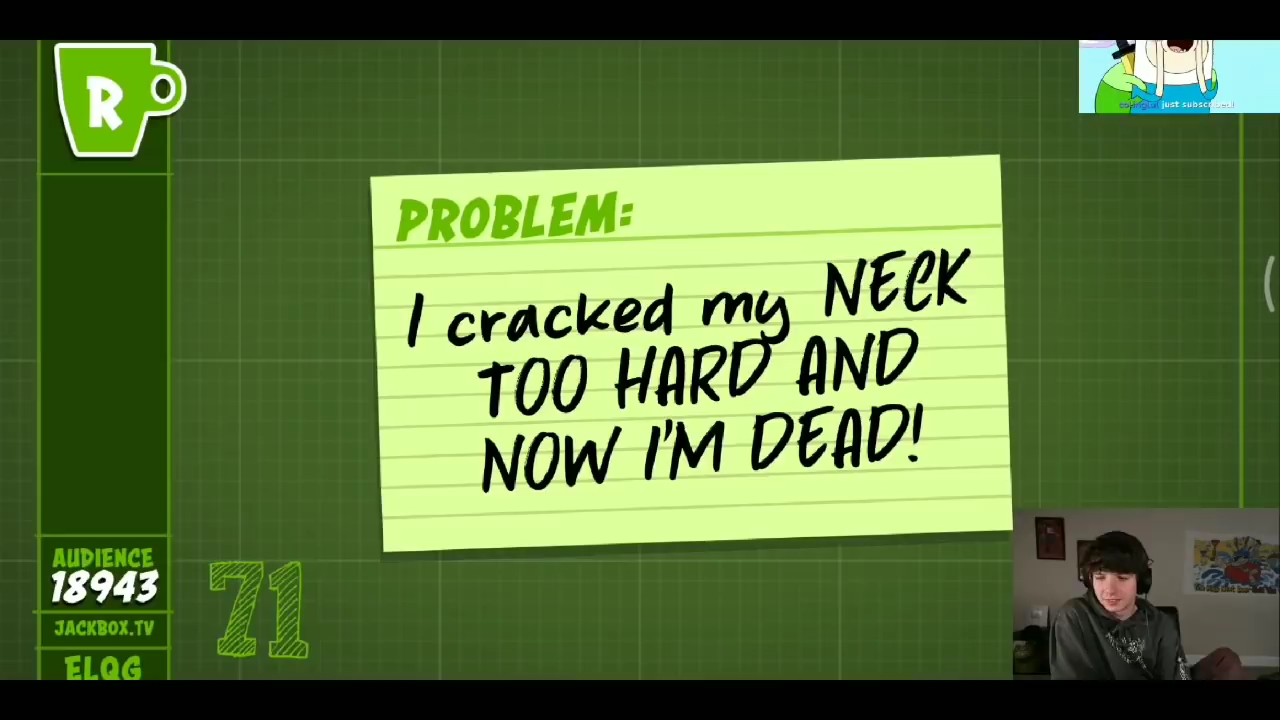 R
just subscribed!
PROBLEM:
I cracked my NECK
TOO HARD AND
NOW I'M DEAD!
AUDIENCE
18943
JACKBOX.TV
ELQG
71